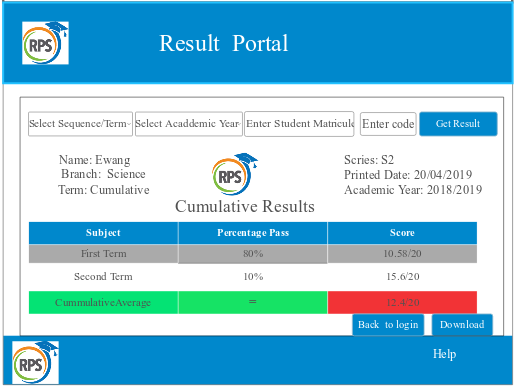 RPS
Result Portal
Select Sequence/Term
Select Acaddemic Year
Enter Student Matricule
Enter code
Get Result
Name: Ewang
Branch: Science
Term: Cumulative
RPS
Scries: S2
Printed Date: 20/04/2019
Academic Year: 2018/2019
Cumulative Results
Subject Percentage Pass Score
First Term 80% 10.58/20
Second Term 10% 15.6/20
CummulativeAverage = 12.4/20
Back to login
Download
RPS
Help